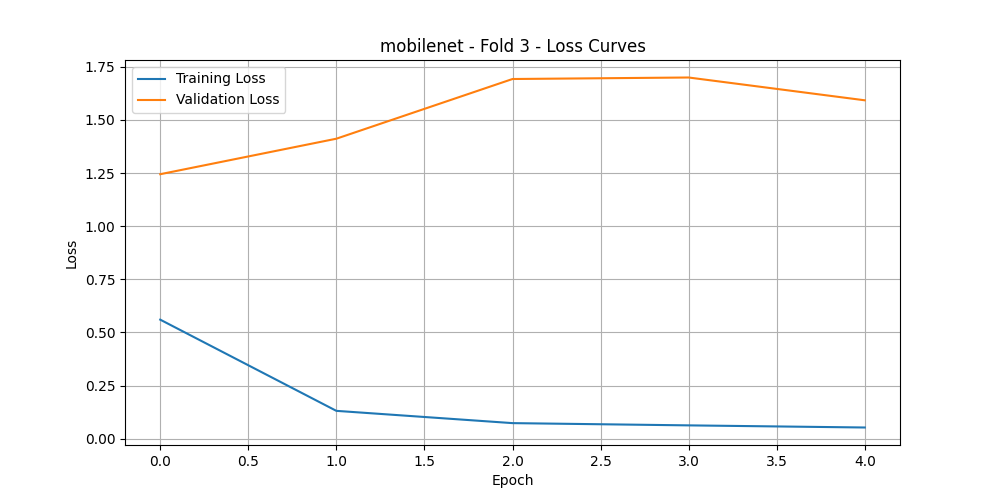 mobilenet - Fold 3 - Loss Curves
Training Loss
Validation Loss
1.75
1.50
1.25
1.00
0.75
0.50
0.25
0.00
Loss
0.0 0.5 1.0 1.5 2.0 2.5 3.0 3.5 4.0
Epoch